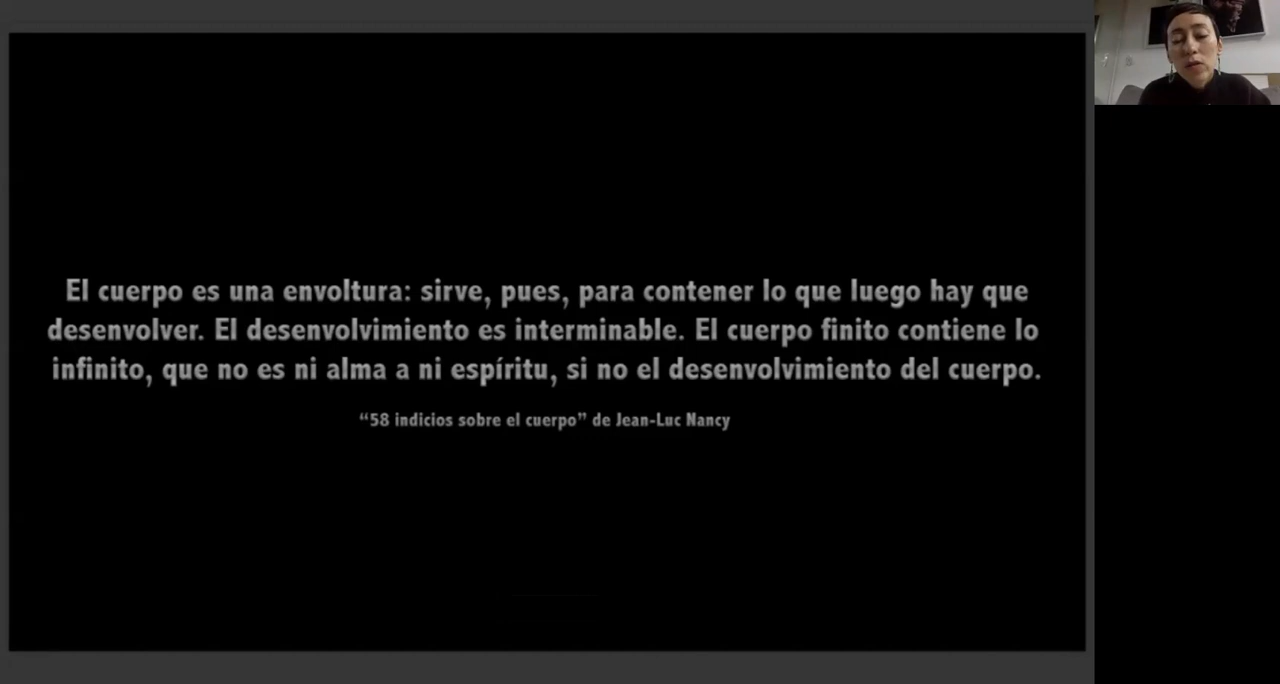 El cuerpo es una envoltura: sirve, pues, para contener lo que luego hay que
desenvolver. El desenvolvimiento es interminable. El cuerpo finito contiene lo
infinito, que no es ni alma a ni espíritu, si no el desenvolvimiento del cuerpo.
“58 indicios sobre el cuerpo” de Jean-Luc Nancy